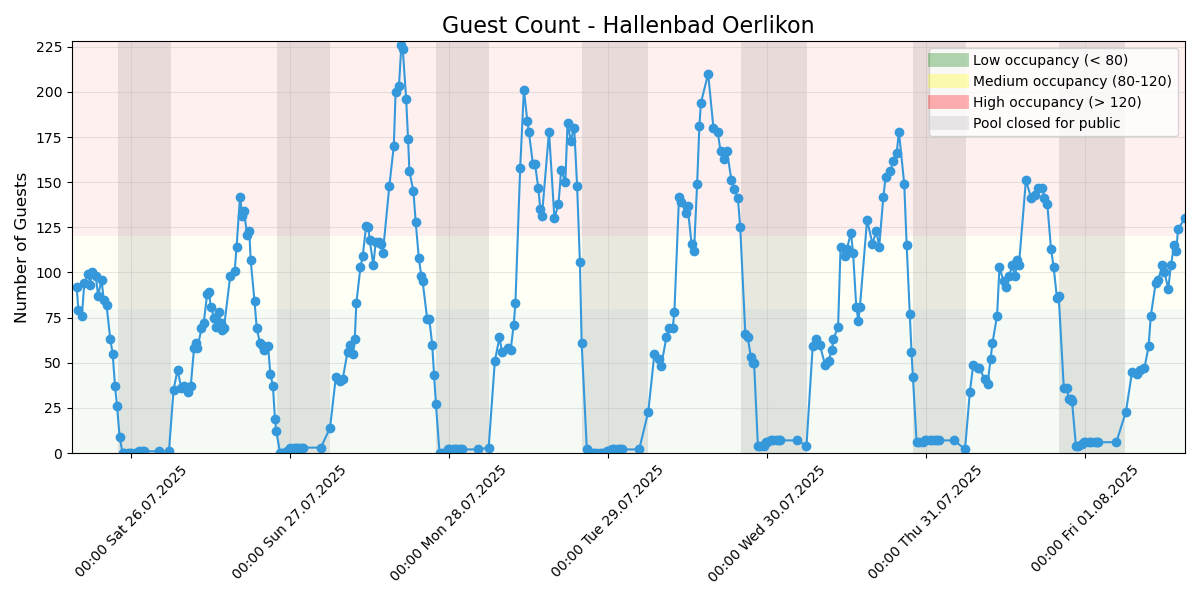 Guest Count - Hallenbad Oerlikon
Number of Guests
225
200
175
150
125
100
75
50
25
0
Low occupancy (< 80)
Medium occupancy (80-120)
High occupancy (> 120)
Pool closed for public
00:00 Sat 26.07.2025
00:00 Sun 27.07.2025
00:00 Mon 28.07.2025
00:00 Tue 29.07.2025
00:00 Wed 30.07.2025
00:00 Thu 31.07.2025
00:00 Fri 01.08.2025